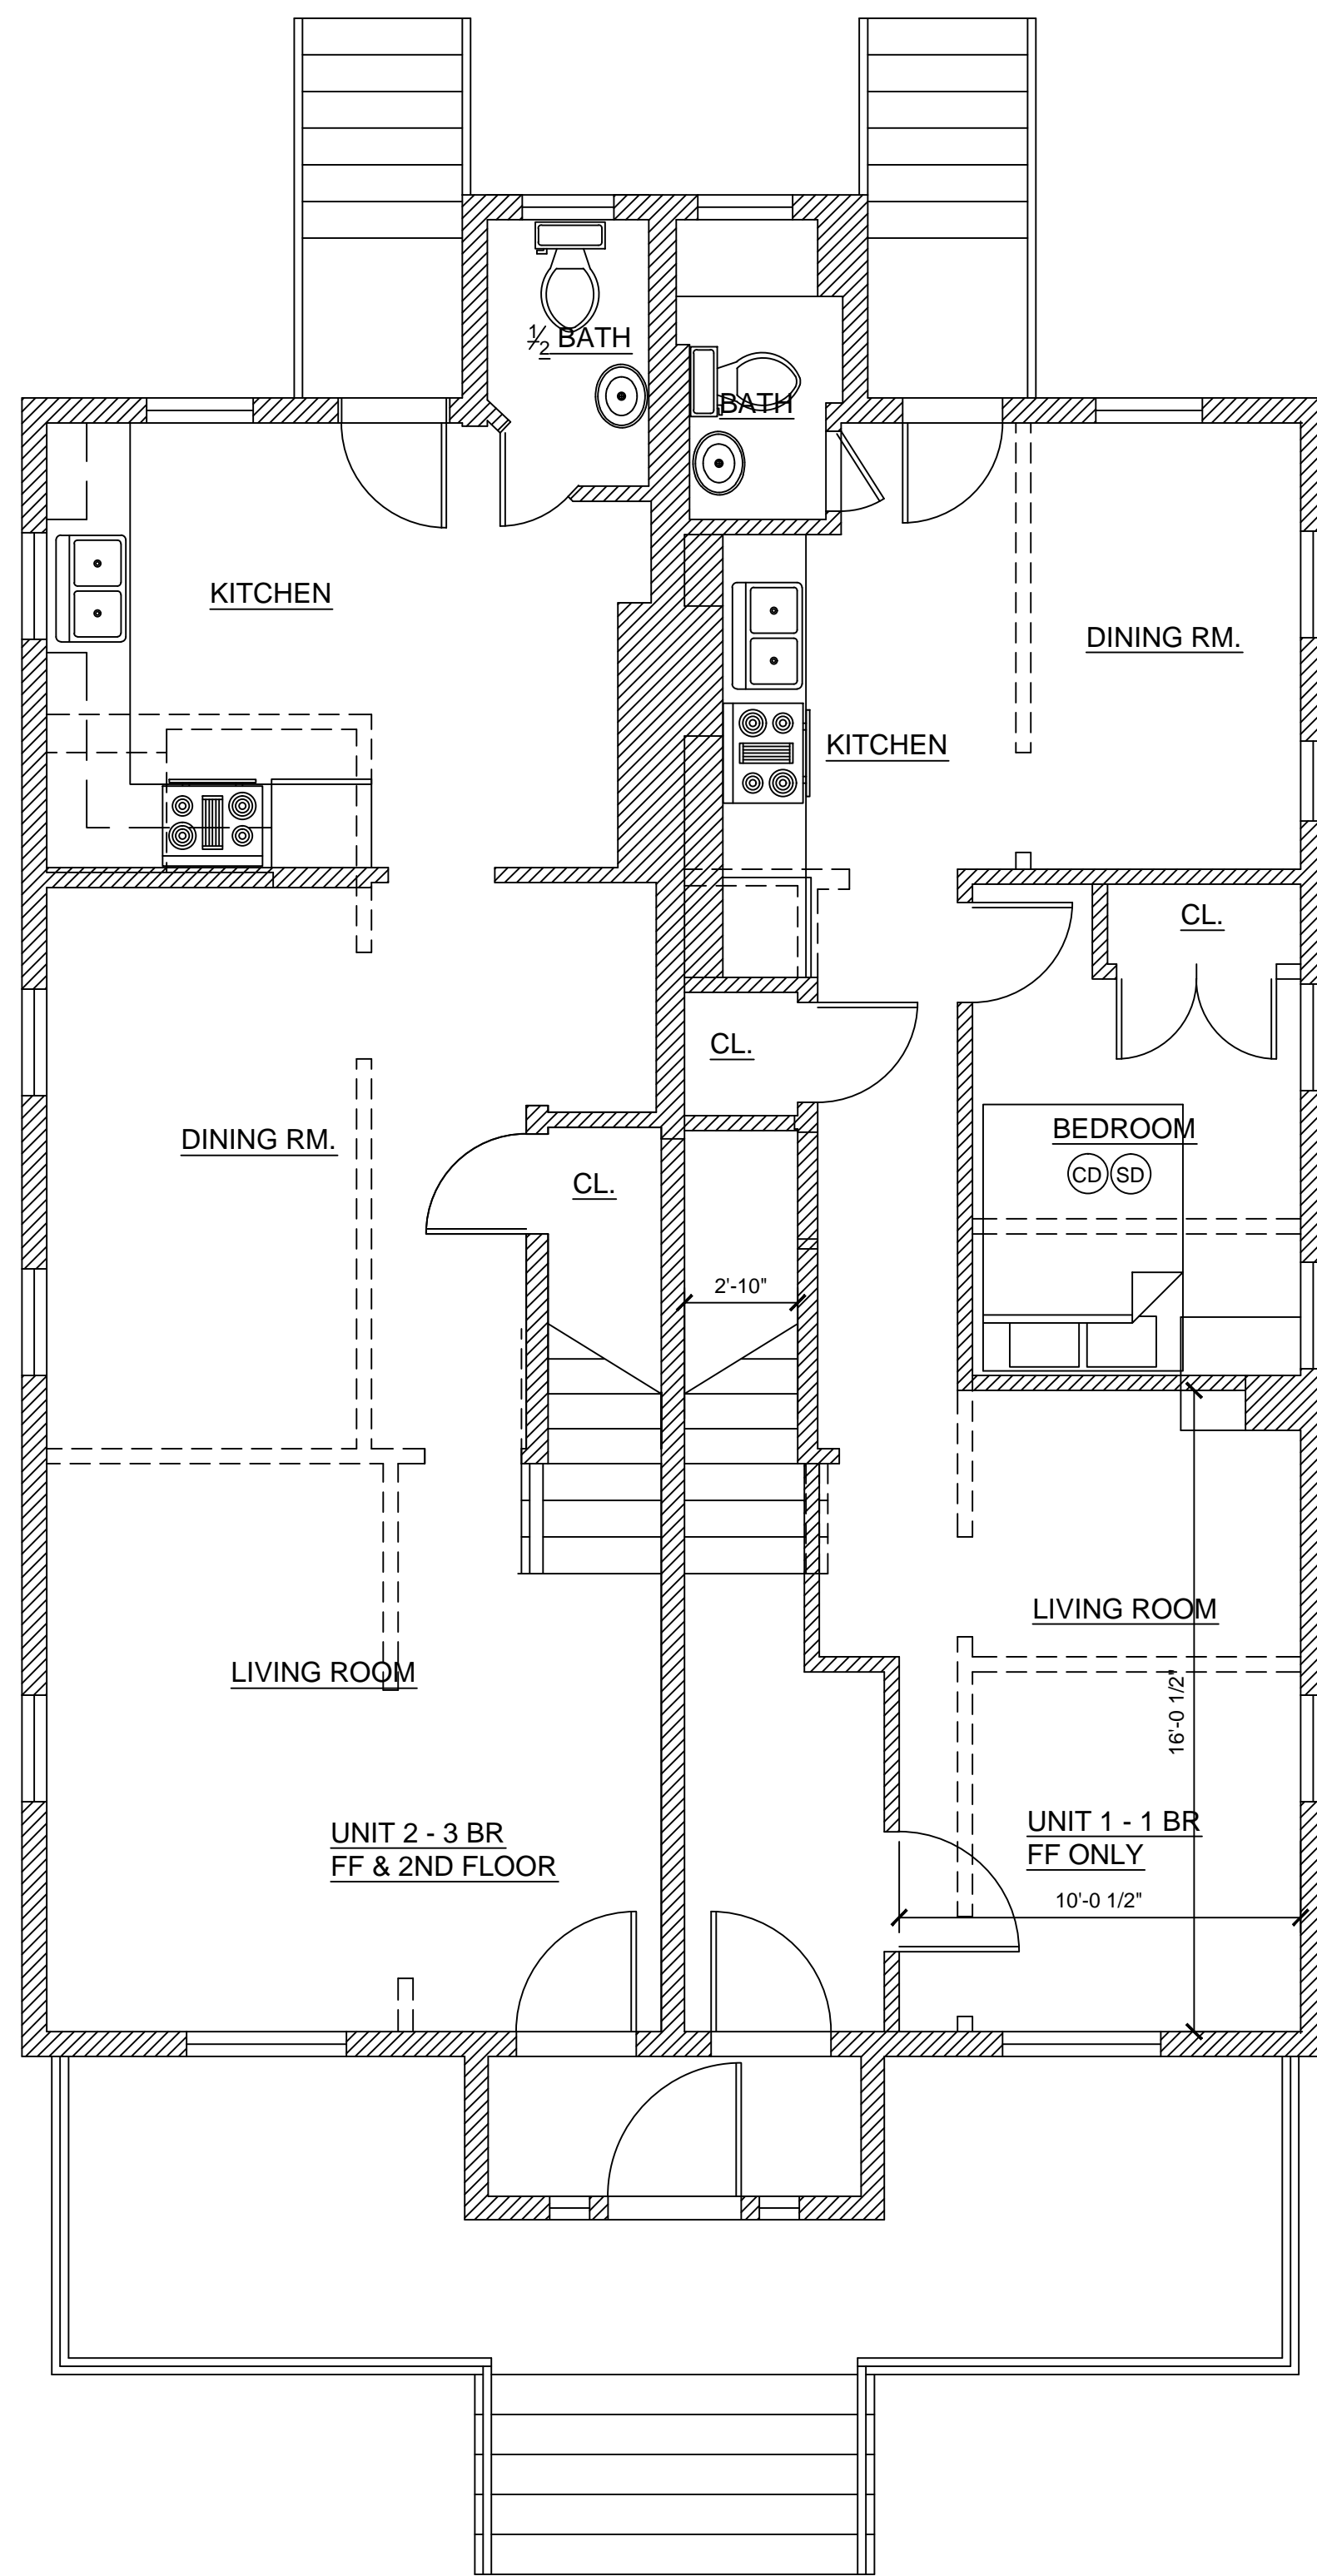 ½ BATH
BATH
KITCHEN
DINING RM.
KITCHEN
CL.
CL.
BEDROOM
CD SD
DINING RM.
CL.
2'-10"
LIVING ROOM
LIVING ROOM
16'-0 1/2"
UNIT 2 - 3 BR
FF & 2ND FLOOR
UNIT 1 - 1 BR
FF ONLY
10'-0 1/2"